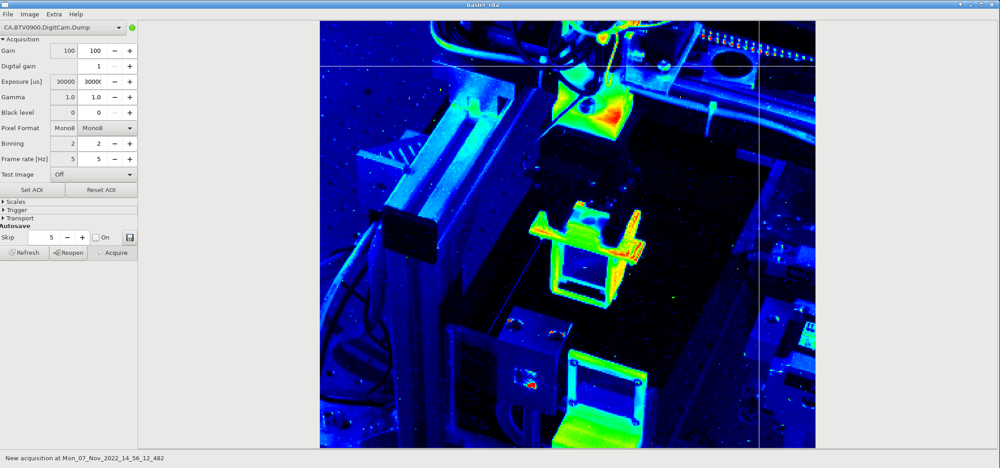 basler_rda
File Image Extra Help
CA.BTV0900.DigitCam.Dump
Acquisition
Gain 100 100
Digital gain 1
Exposure [us] 30000 30000
Gamma 1.0 1.0
Black level 0 0
Pixel Format Mono8 Mono8
Binning 2 2
Frame rate [Hz] 5 5
Test Image Off
Set AOI Reset AOI
Scales
Trigger
Transport
Autosave
Skip 5 On
Refresh Reopen Acquire
New acquisition at Mon_07_Nov_2022_14_56_12_482